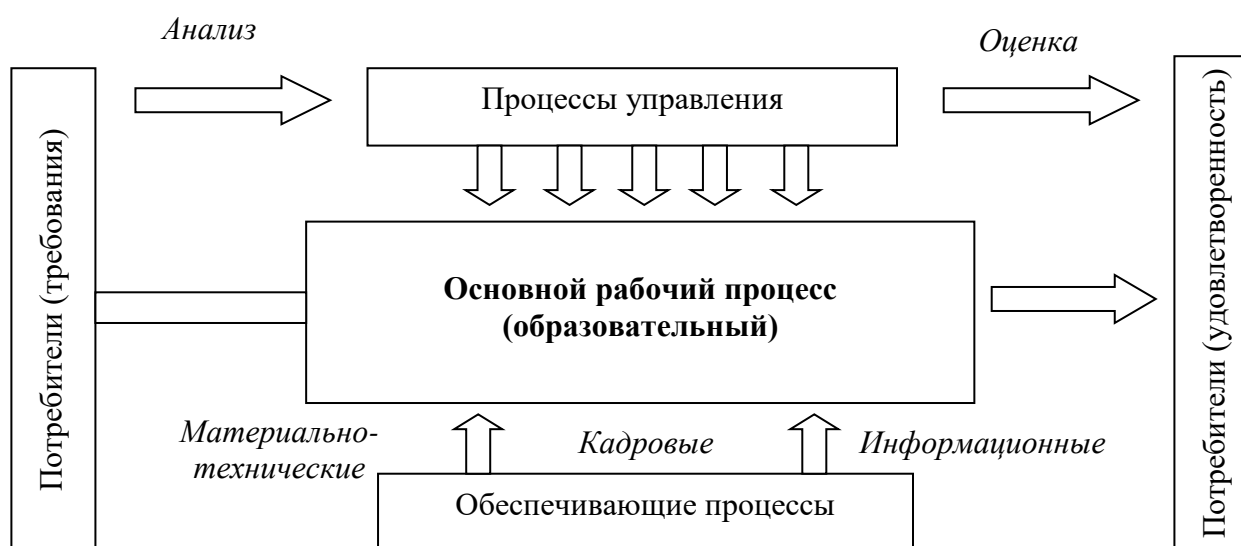 Анализ
Оценка
Потребители (требования)
Процессы управления
Основной рабочий процесс
(образовательный)
Потребители (удовлетворенность)
Материально-
технические
Кадровые
Информационные
Обеспечивающие процессы